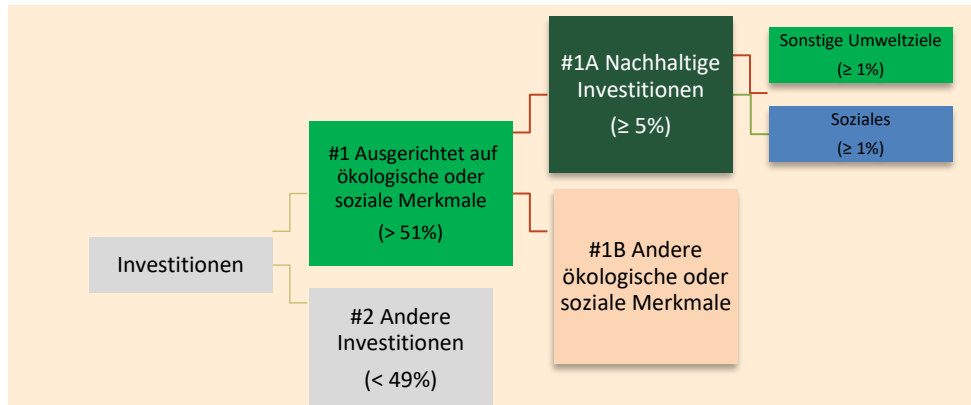 Investitionen
#1 Ausgerichtet auf
ökologische oder
soziale Merkmale
(> 51%)
#2 Andere
Investitionen
(< 49%)
#1A Nachhaltige
Investitionen
(≥ 5%)
#1B Andere
ökologische oder
soziale Merkmale
Sonstige Umweltziele
(≥ 1%)
Soziales
(≥ 1%)